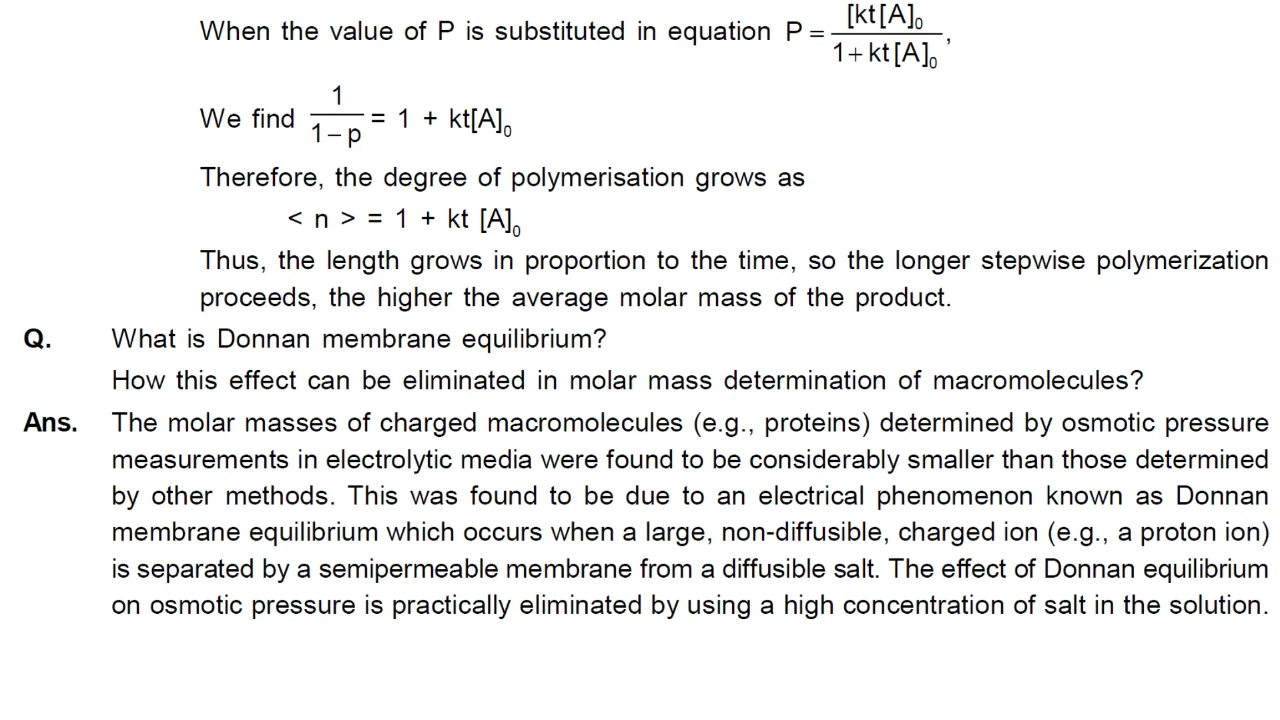 When the value of P is substituted in equation P = [kt[A]₀ / 1 + kt[A]₀,
We find 1 / 1 – p = 1 + kt[A]₀
Therefore, the degree of polymerisation grows as
< n > = 1 + kt [A]₀
Thus, the length grows in proportion to the time, so the longer stepwise polymerization
proceeds, the higher the average molar mass of the product.
Q. What is Donnan membrane equilibrium?
How this effect can be eliminated in molar mass determination of macromolecules?
Ans. The molar masses of charged macromolecules (e.g., proteins) determined by osmotic pressure
measurements in electrolytic media were found to be considerably smaller than those determined
by other methods. This was found to be due to an electrical phenomenon known as Donnan
membrane equilibrium which occurs when a large, non-diffusible, charged ion (e.g., a proton ion)
is separated by a semipermeable membrane from a diffusible salt. The effect of Donnan equilibrium
on osmotic pressure is practically eliminated by using a high concentration of salt in the solution.